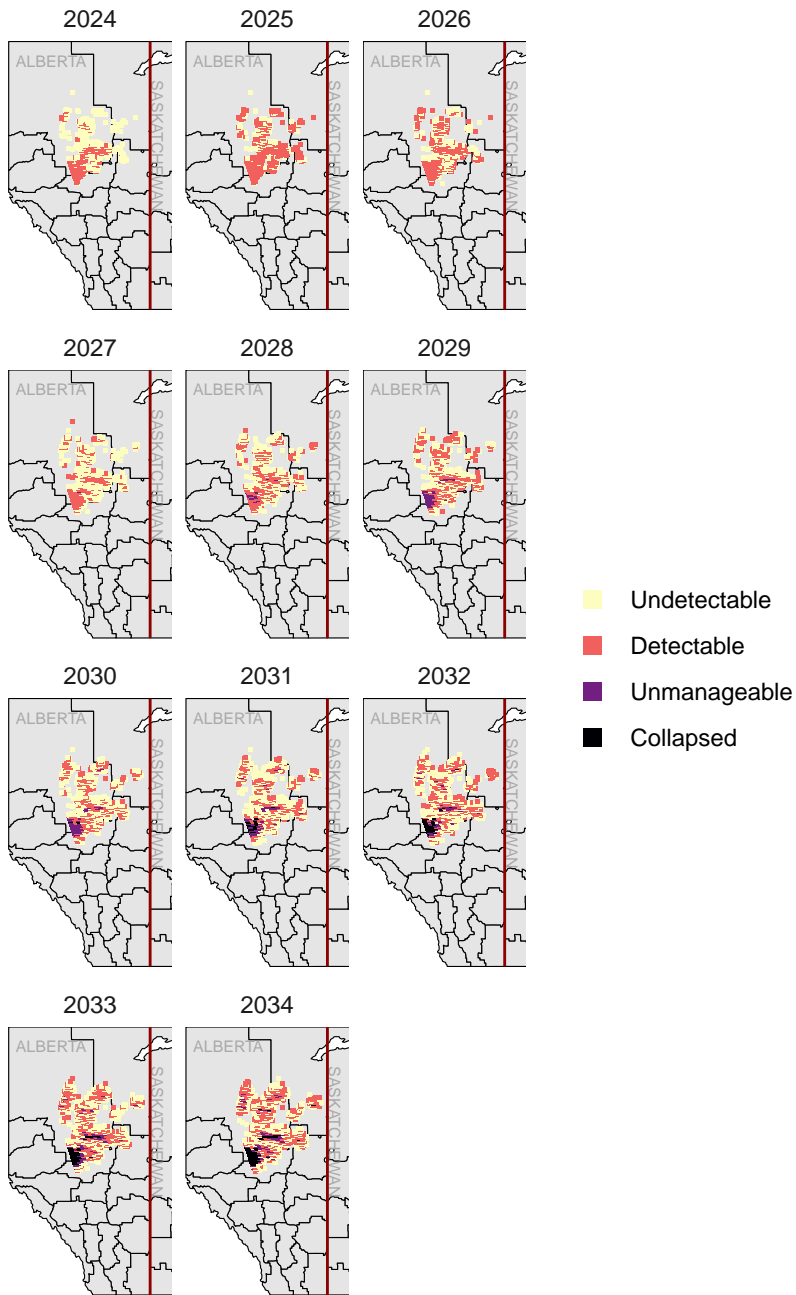 2024 2025 2026
ALBERTA ALBERTA ALBERTA
SASKATCHEWAN SASKATCHEWAN SASKATCHEWAN
2027 2028 2029
ALBERTA ALBERTA ALBERTA
SASKATCHEWAN SASKATCHEWAN SASKATCHEWAN
Undetectable
Detectable
Unmanageable
Collapsed
2030 2031 2032
ALBERTA ALBERTA ALBERTA
SASKATCHEWAN SASKATCHEWAN SASKATCHEWAN
2033 2034
ALBERTA ALBERTA
SASKATCHEWAN SASKATCHEWAN